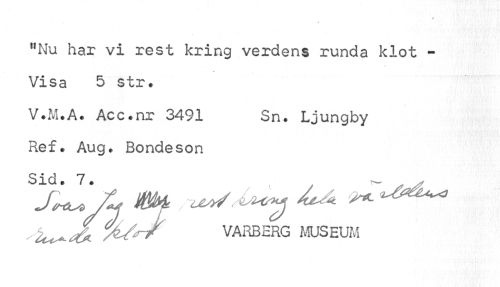 "Nu har vi rest kring verdens runda klot -
Visa 5 str.
V.M.A. Acc.nr 3491 Sn. Ljungby
Ref. Aug. Bondeson
Sid. 7.
Jag rest kring hela världens
runda klot
VARBERG MUSEUM